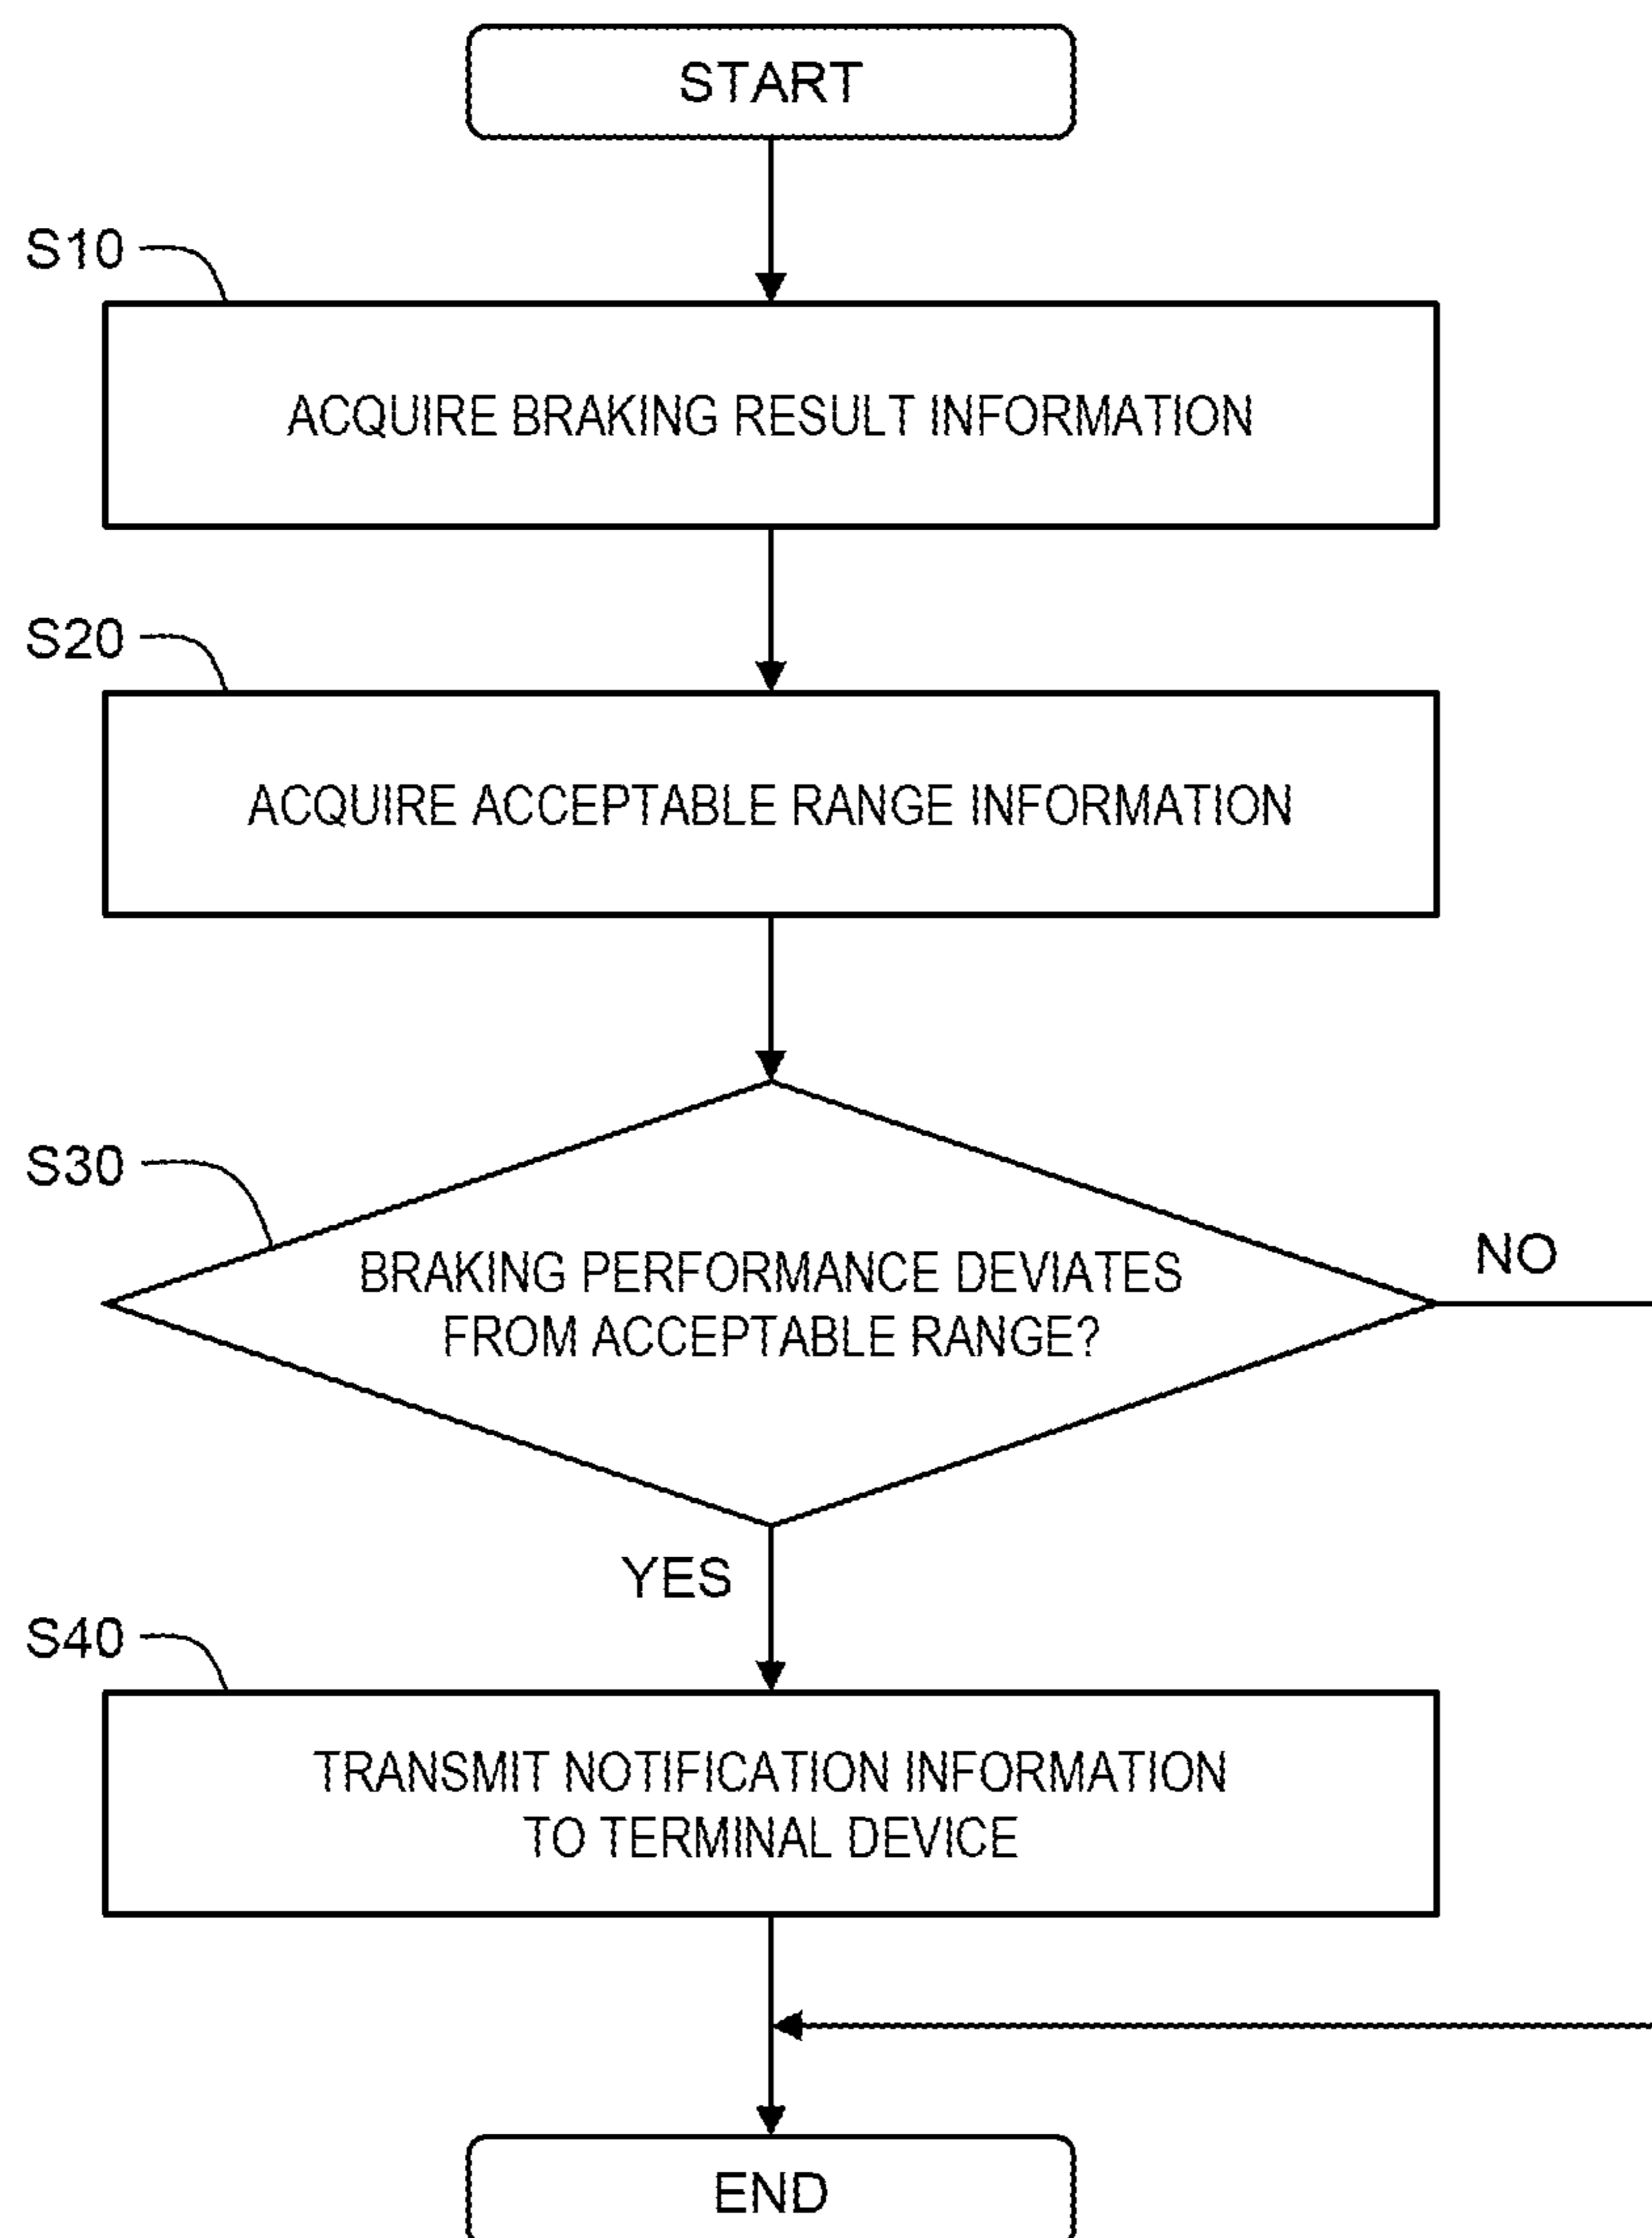 START
S10
ACQUIRE BRAKING RESULT INFORMATION
S20
ACQUIRE ACCEPTABLE RANGE INFORMATION
S30
BRAKING PERFORMANCE DEVIATES
FROM ACCEPTABLE RANGE?
NO
YES
S40
TRANSMIT NOTIFICATION INFORMATION
TO TERMINAL DEVICE
END